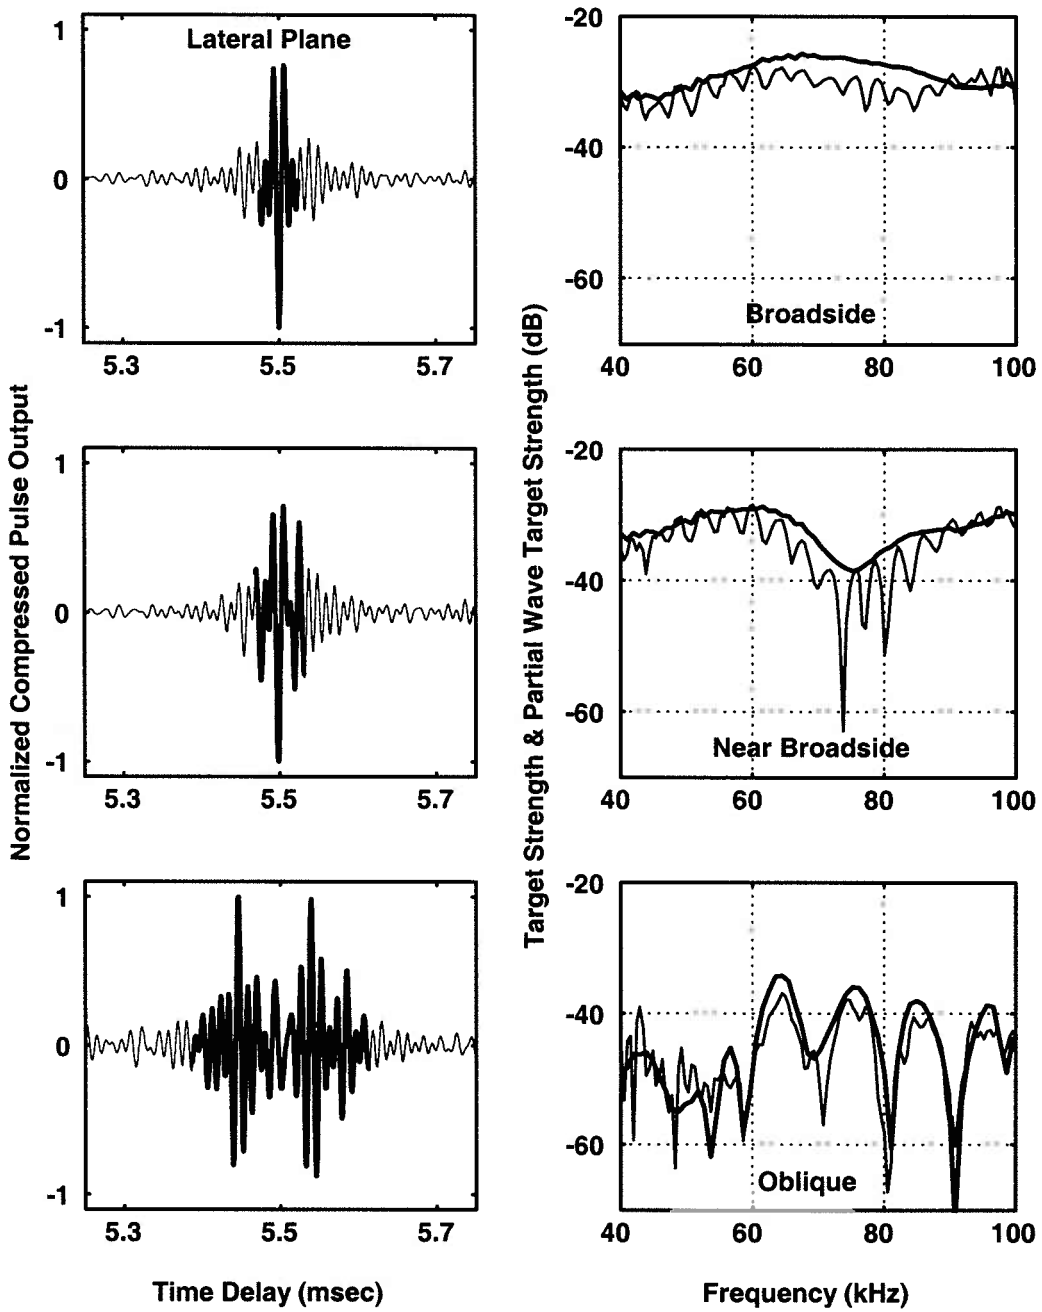 Normalized Compressed Pulse Output
Target Strength & Partial Wave Target Strength (dB)
Lateral Plane
1
0
-1
5.3 5.5 5.7
-20
-40
-60
Broadside
40 60 80 100
1
0
-1
5.3 5.5 5.7
-20
-40
-60
Near Broadside
40 60 80 100
1
0
-1
5.3 5.5 5.7
-20
-40
-60
Oblique
40 60 80 100
Time Delay (msec)
Frequency (kHz)